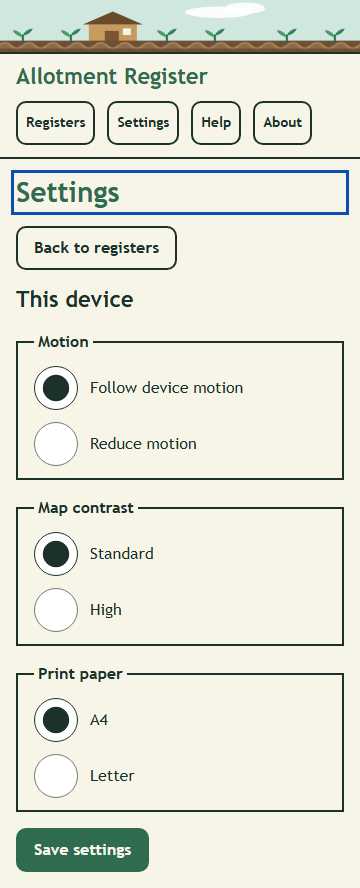 Allotment Register
Registers Settings Help About
Settings
Back to registers
This device
Motion
Follow device motion
Reduce motion
Map contrast
Standard
High
Print paper
A4
Letter
Save settings